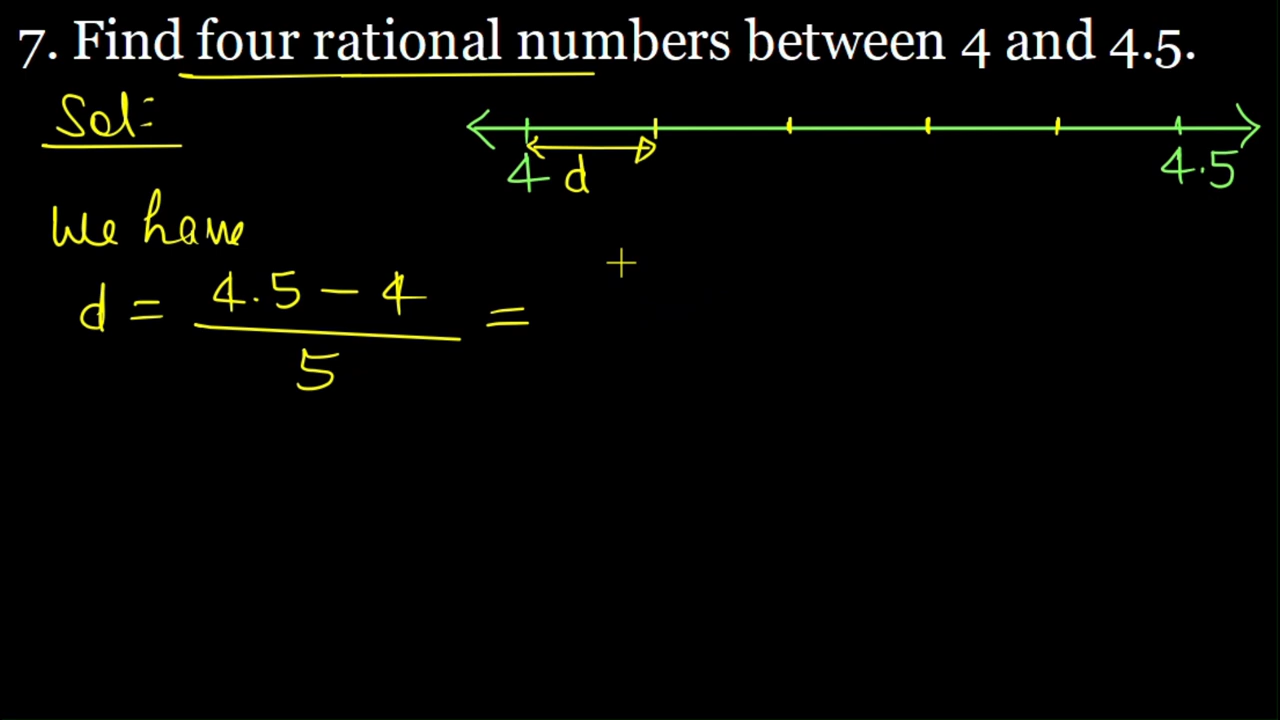 7. Find four rational numbers between 4 and 4.5.
Sol:
4 d 4.5
We have
d = 4.5 - 4 =
5